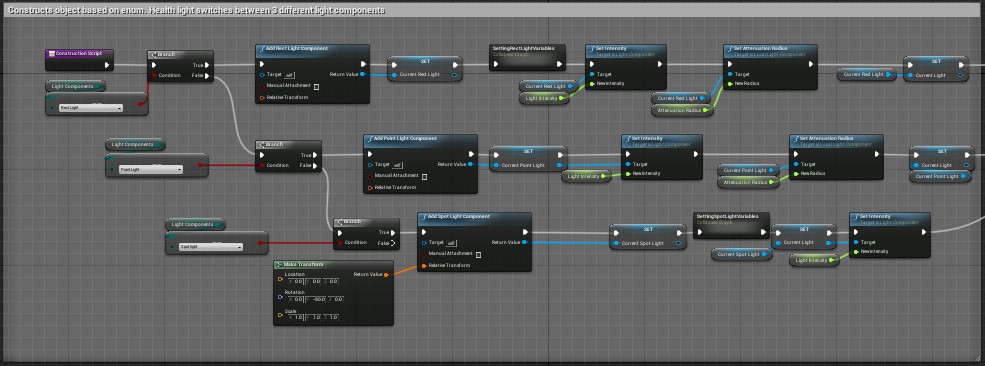 Constructs object based on enum. Health light switches between 3 different light components
Construction Script
Branch
Condition
True
False
Light Components
Rect Light
Add Rect Light Component
Target self
Manual Attachment
Relative Transform
Return Value
SET
Current Rect Light
SettingRectLightVariables
Collapsed Graph
Set Intensity
Target is Local Light Component
Target
New Intensity
Current Rect Light
Light Intensity
Set Attenuation Radius
Target is Local Light Component
Target
New Radius
Current Rect Light
Attenuation Radius
Current Rect Light
SET
Current Light
Light Components
Point Light
Branch
Condition
True
False
Add Point Light Component
Target self
Manual Attachment
Relative Transform
Return Value
SET
Current Point Light
Light Intensity
Set Intensity
Target is Local Light Component
Target
New Intensity
Current Point Light
Attenuation Radius
Set Attenuation Radius
Target is Local Light Component
Target
New Radius
SET
Current Light
Current Point Light
Light Components
Spot light
Branch
Condition
True
False
Make Transform
Location
X 0.0 Y 0.0 Z 0.0
Rotation
X 0.0 Y -90.0 Z 0.0
Scale
X 1.0 Y 1.0 Z 1.0
Return Value
Add Spot Light Component
Target self
Manual Attachment
Relative Transform
Return Value
SET
Current Spot Light
SettingSpotLightVariables
Collapsed Graph
Current Spot Light
SET
Current Light
Light Intensity
Set Intensity
Target is Local Light Component
Target
New Intensity